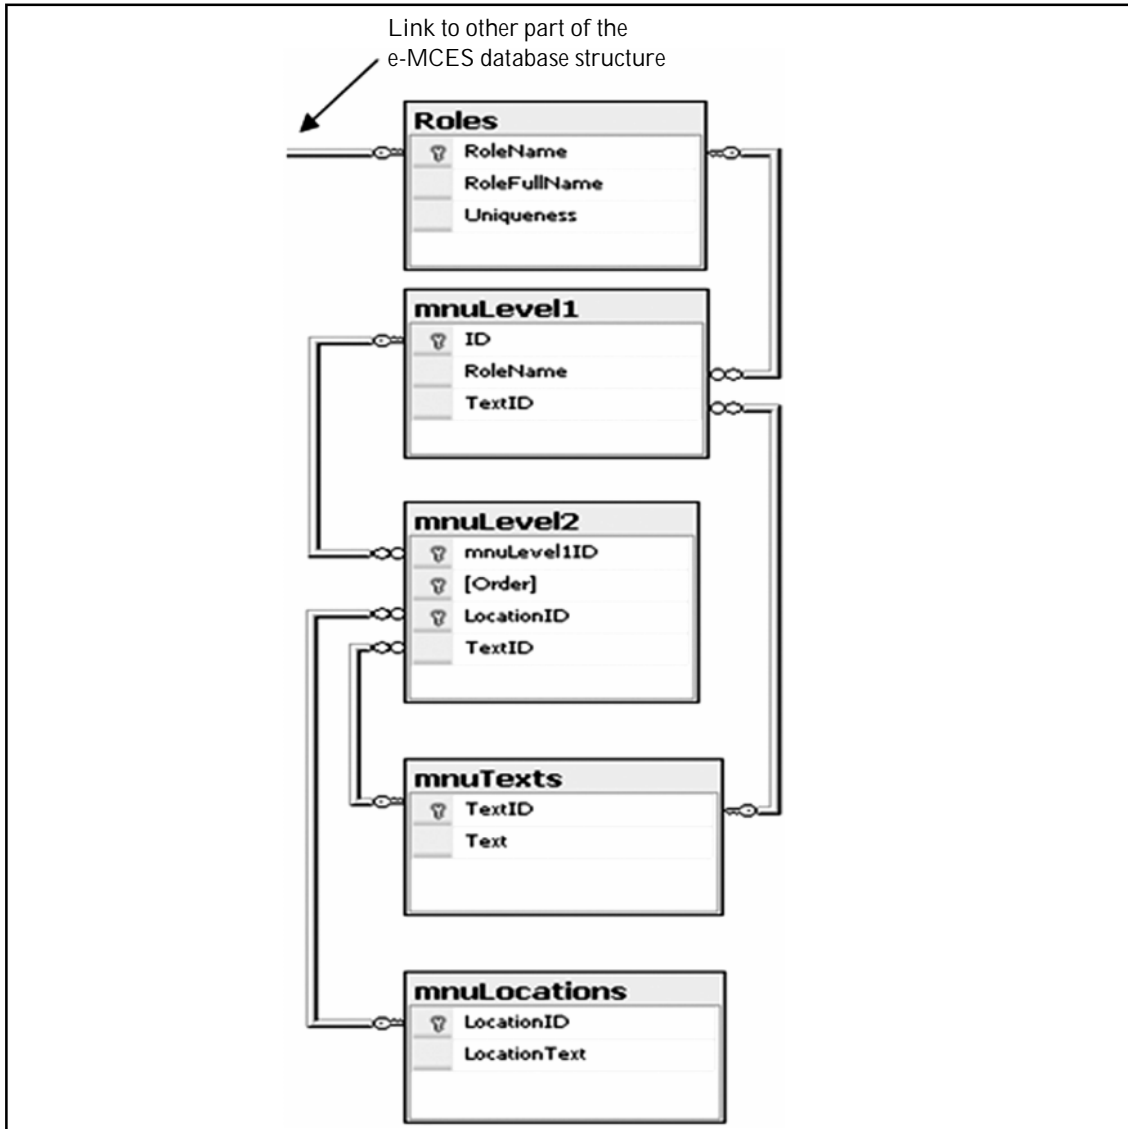 Link to other part of the
e-MCES database structure
Roles
RoleName
RoleFullName
Uniqueness
mnuLevel1
ID
RoleName
TextID
mnuLevel2
mnuLevel1ID
[Order]
LocationID
TextID
mnuTexts
TextID
Text
mnuLocations
LocationID
LocationText